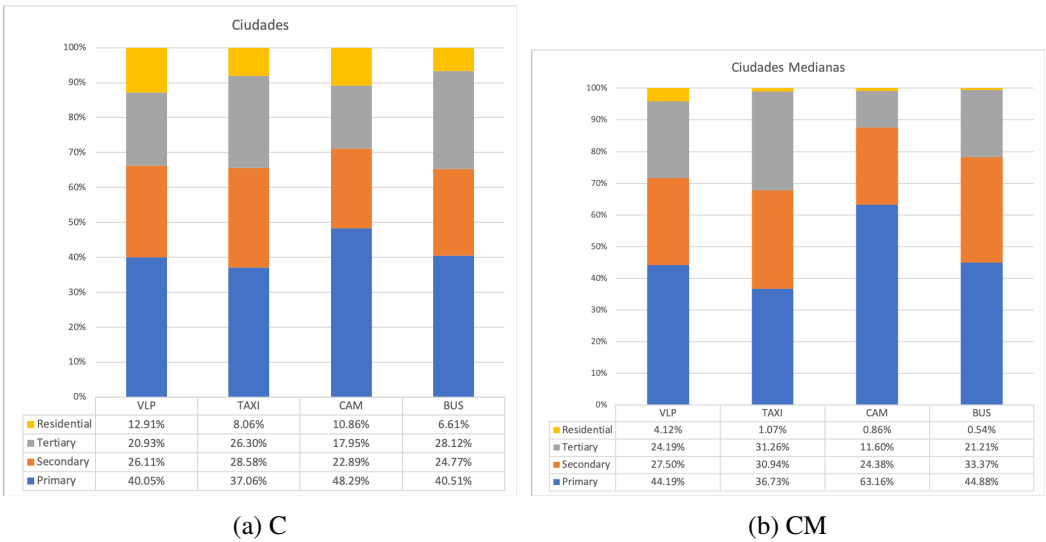 Ciudades
100%
90%
80%
70%
60%
50%
40%
30%
20%
10%
0%
VLP TAXI CAM BUS
Residential 12.91% 8.06% 10.86% 6.61%
Tertiary 20.93% 26.30% 17.95% 28.12%
Secondary 26.11% 28.58% 22.89% 24.77%
Primary 40.05% 37.06% 48.29% 40.51%
(a) C
Ciudades Medianas
100%
90%
80%
70%
60%
50%
40%
30%
20%
10%
0%
VLP TAXI CAM BUS
Residential 4.12% 1.07% 0.86% 0.54%
Tertiary 24.19% 31.26% 11.60% 21.21%
Secondary 27.50% 30.94% 24.38% 33.37%
Primary 44.19% 36.73% 63.16% 44.88%
(b) CM